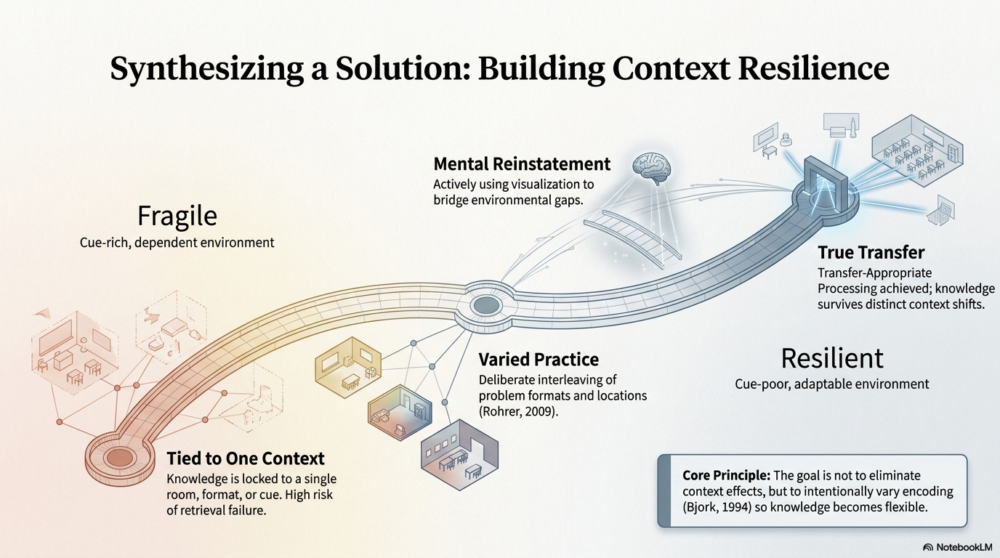 Synthesizing a Solution: Building Context Resilience
Fragile
Cue-rich, dependent environment
Tied to One Context
Knowledge is locked to a single
room, format, or cue. High risk
of retrieval failure.
Mental Reinstatement
Actively using visualization to
bridge environmental gaps.
Varied Practice
Deliberate interleaving of
problem formats and locations
(Rohrer, 2009).
True Transfer
Transfer-Appropriate
Processing achieved; knowledge
survives distinct context shifts.
Resilient
Cue-poor, adaptable environment
Core Principle: The goal is not to eliminate
context effects, but to intentionally vary encoding
(Bjork, 1994) so knowledge becomes flexible.
NotebookLM